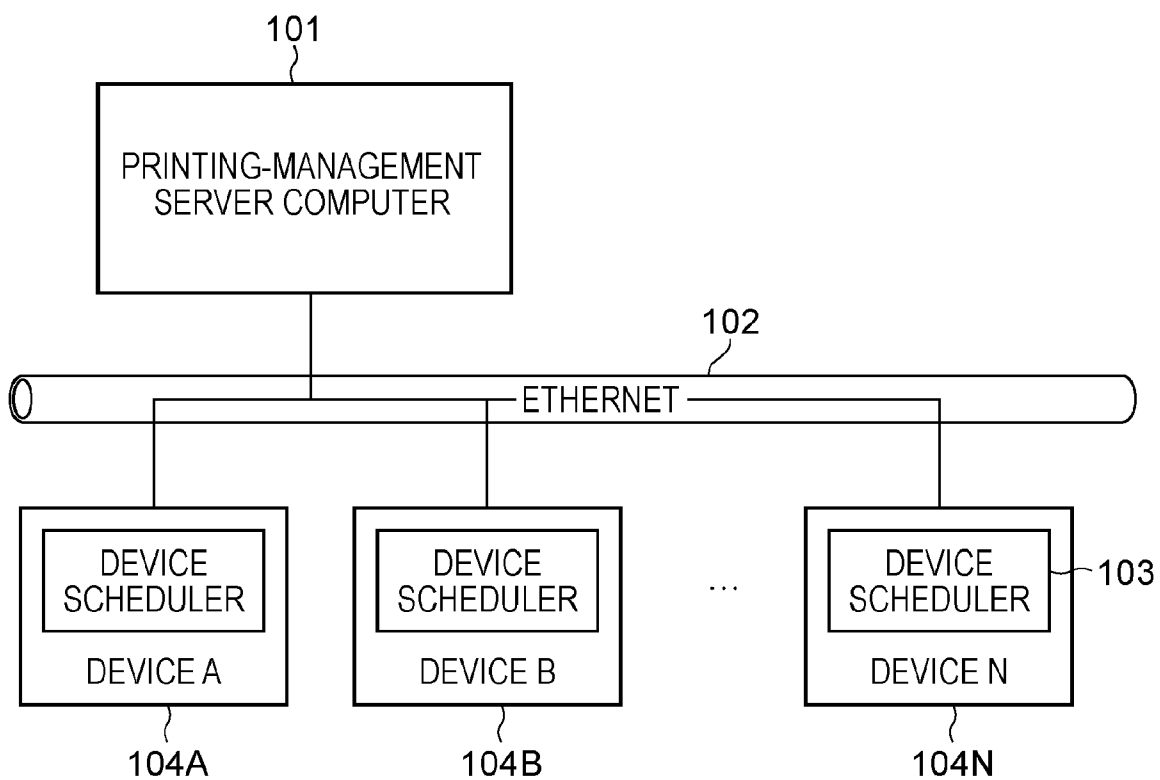 101
PRINTING-MANAGEMENT
SERVER COMPUTER
102
ETHERNET
DEVICE
SCHEDULER
DEVICE A
DEVICE
SCHEDULER
DEVICE B
...
DEVICE
SCHEDULER
DEVICE N
103
104A
104B
104N